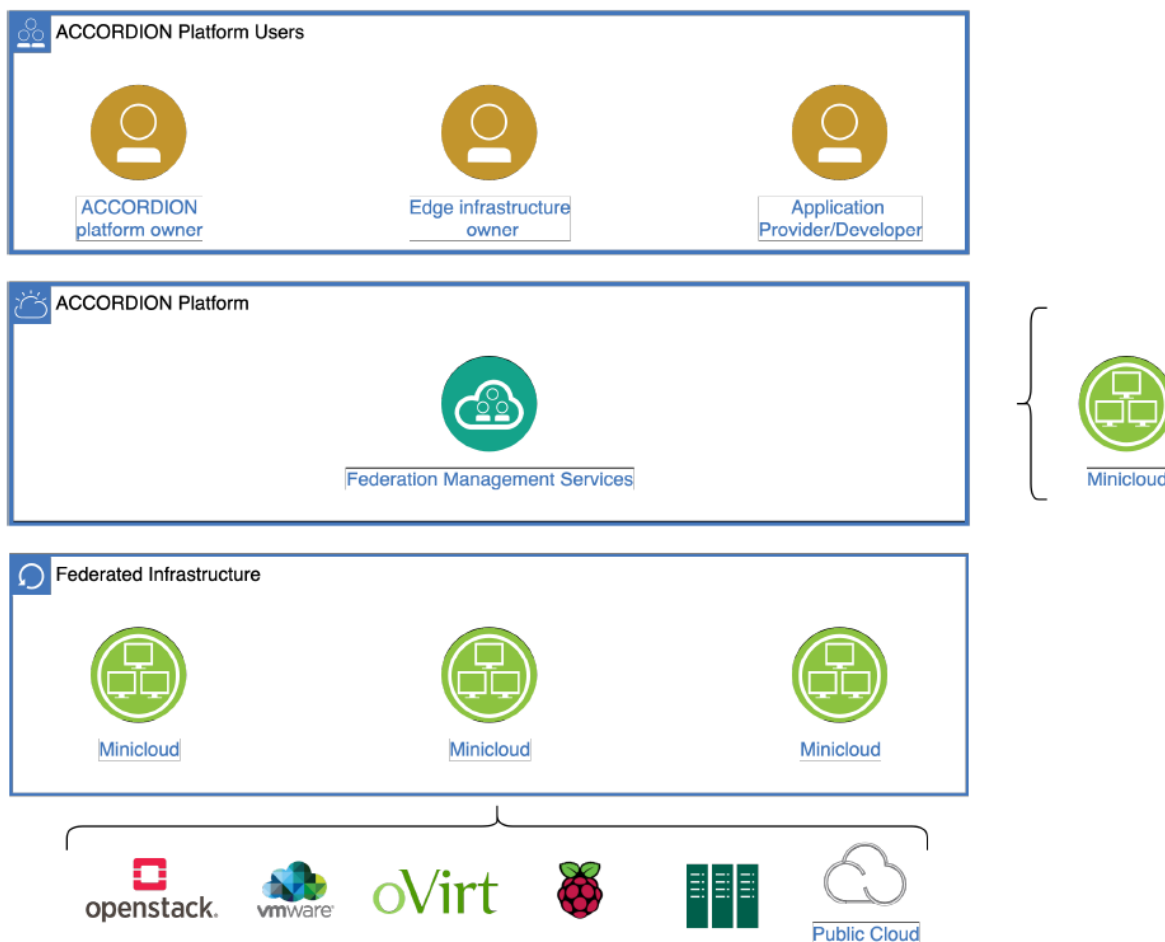 ACCORDION Platform Users
ACCORDION
platform owner
Edge infrastructure
owner
Application
Provider/Developer
ACCORDION Platform
Federation Management Services
Minicloud
Federated Infrastructure
Minicloud
Minicloud
Minicloud
openstack.
vmware
oVirt
Public Cloud